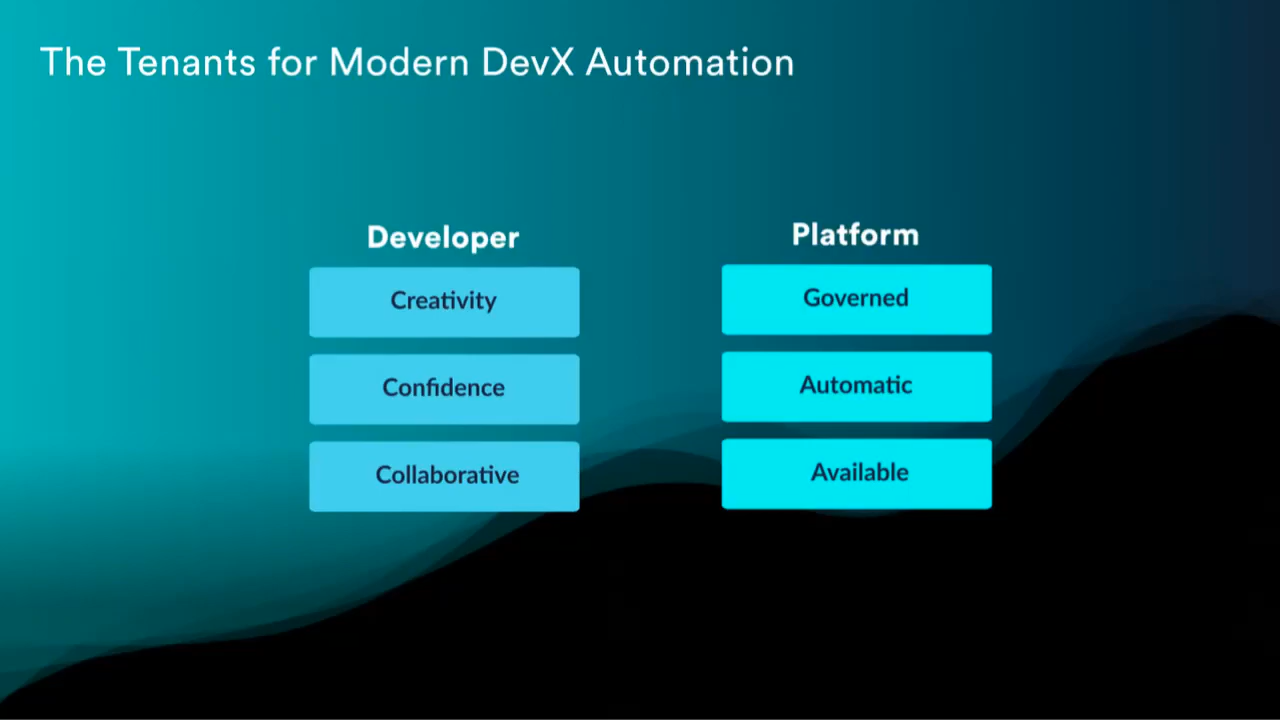 The Tenants for Modern DevX Automation
Developer
Creativity
Confidence
Collaborative
Platform
Governed
Automatic
Available